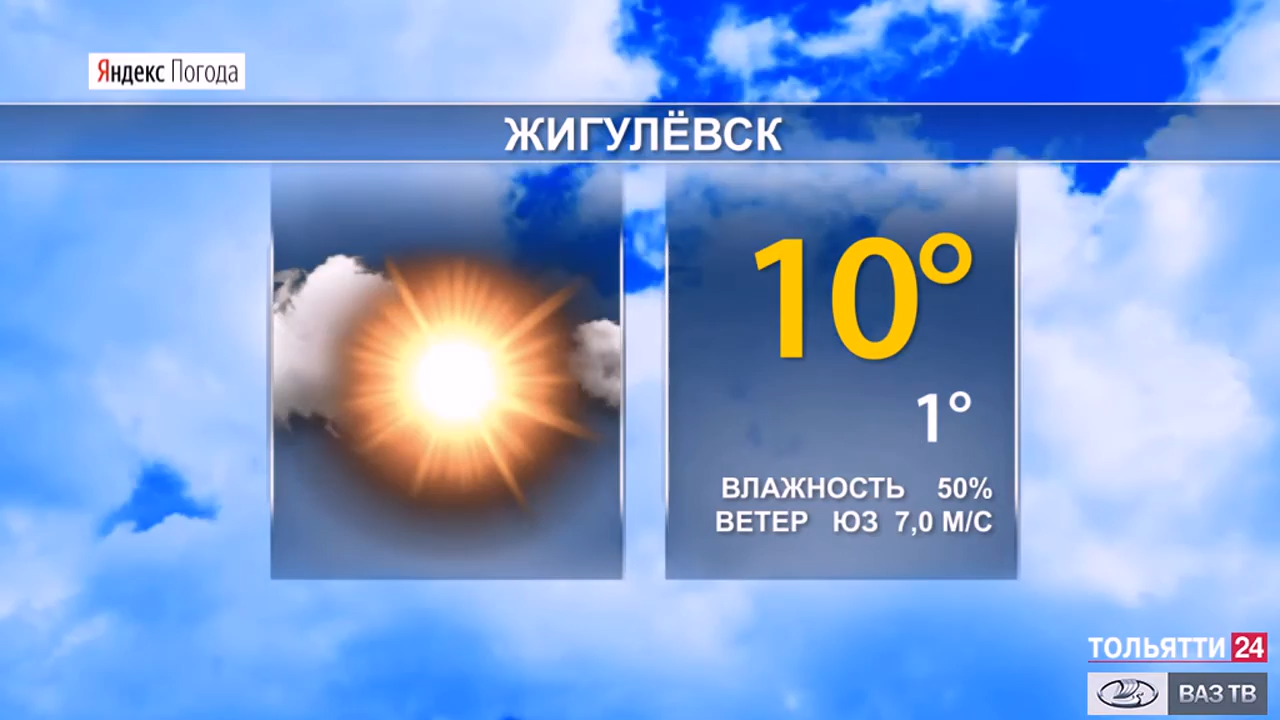 Яндекс Погода
ЖИГУЛЁВСК
10°
1°
ВЛАЖНОСТЬ 50%
ВЕТЕР ЮЗ 7,0 М/С
ТОЛЬЯТТИ 24
ВАЗ ТВ